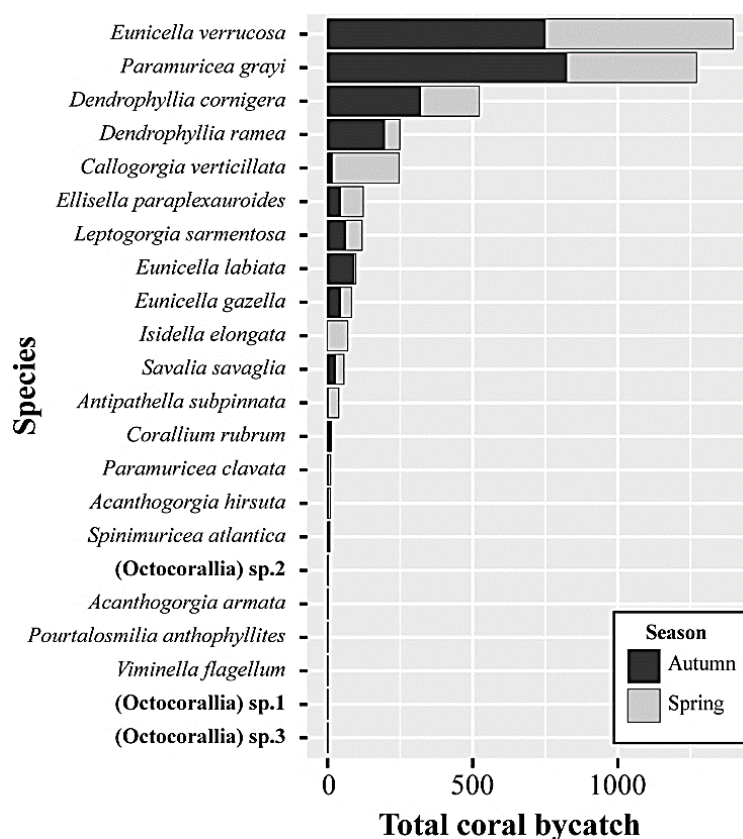 Eunicella verrucosa
Paramuricea grayi
Dendrophyllia cornigera
Dendrophyllia ramea
Callogorgia verticillata
Ellisella paraplexauroides
Leptogorgia sarmentosa
Eunicella labiata
Eunicella gazella
Isidella elongata
Savalia savaglia
Antipathella subpinnata
Corallium rubrum
Paramuricea clavata
Acanthogorgia hirsuta
Spinimuricea atlantica
(Octocorallia) sp.2
Acanthogorgia armata
Pourtalosmilia anthophyllites
Viminella flagellum
(Octocorallia) sp.1
(Octocorallia) sp.3
Species
Season
Autumn
Spring
0 500 1000
Total coral bycatch